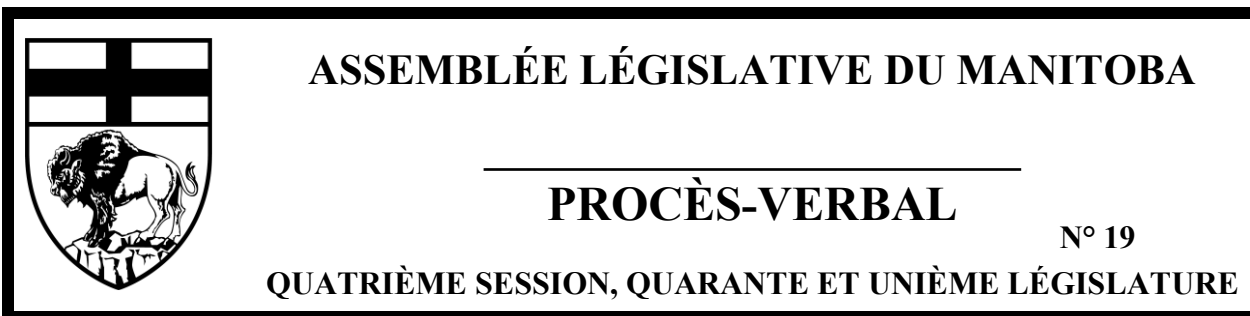 ASSEMBLÉE LÉGISLATIVE DU MANITOBA
PROCÈS-VERBAL
N° 19
QUATRIÈME SESSION, QUARANTE ET UNIÈME LÉGISLATURE